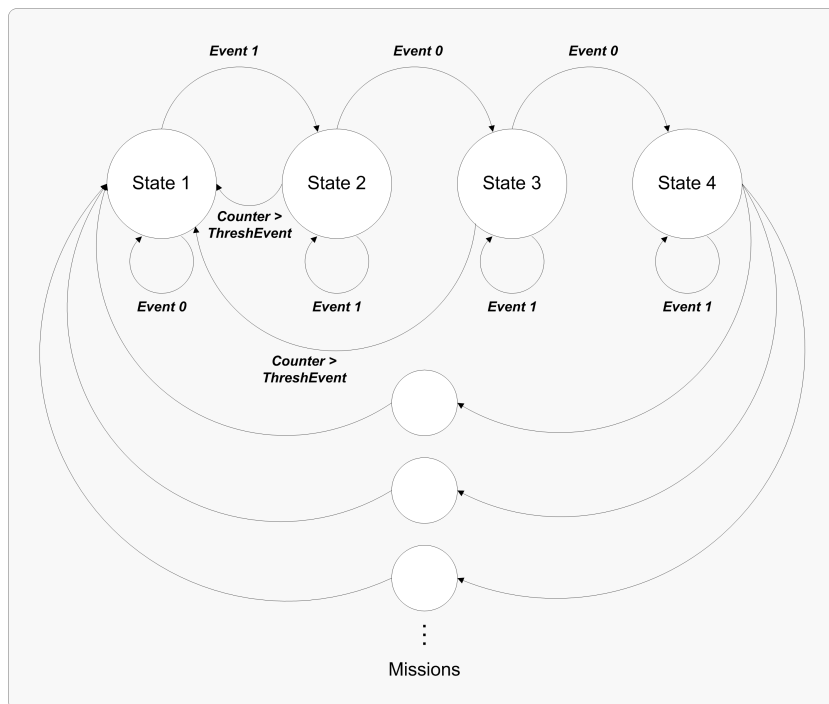 Event 1
Event 0
Event 0
State 1
State 2
State 3
State 4
Counter >
ThreshEvent
Event 0
Event 1
Event 1
Event 1
Counter >
ThreshEvent
Missions